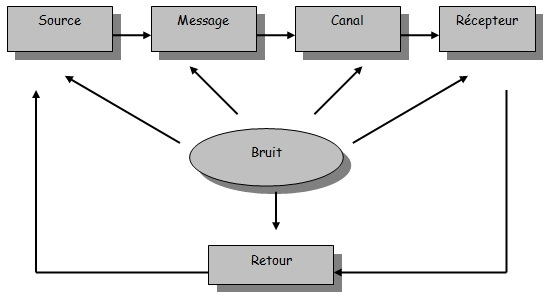 Source
Message
Canal
Récepteur
Bruit
Retour